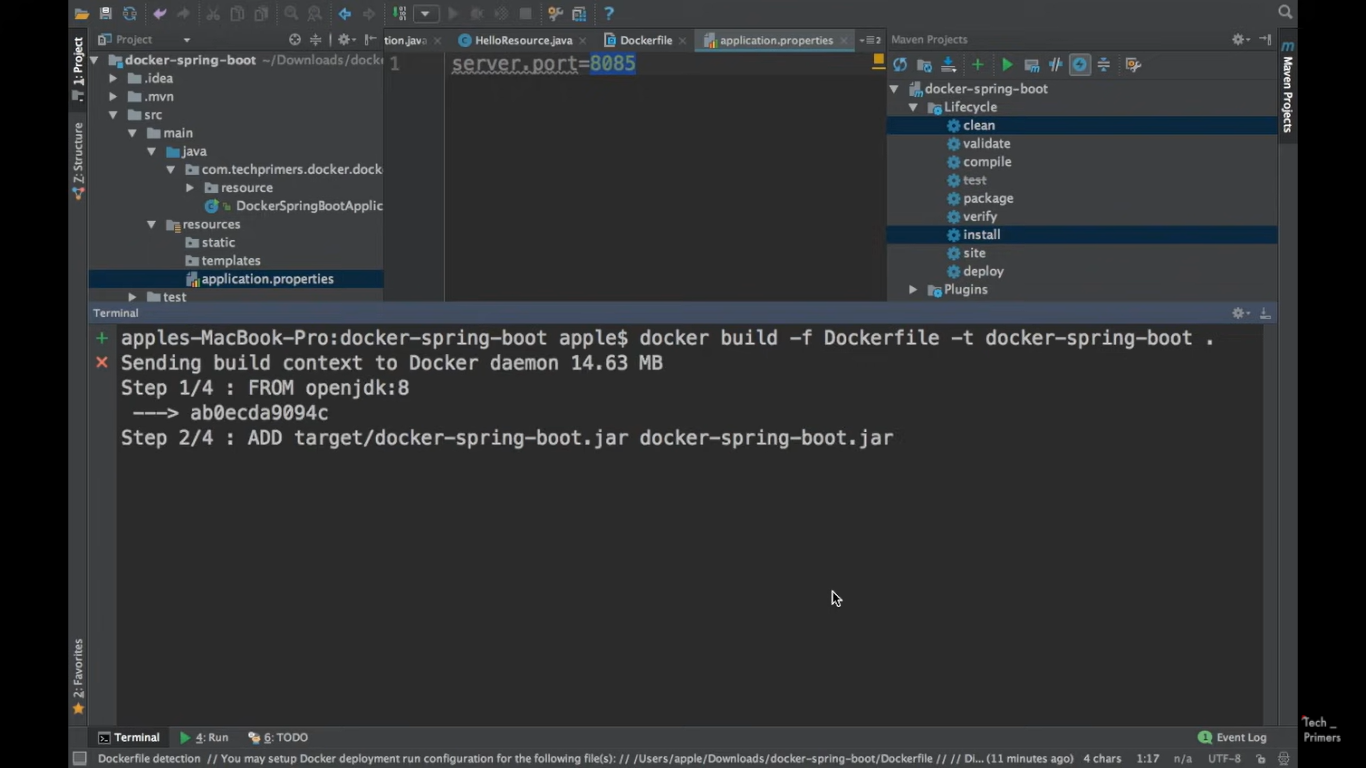 Project
tion.java
HelloResource.java
Dockerfile
application.properties
2
Maven Projects
1: Project
docker-spring-boot ~/Downloads/docke
.idea
.mvn
src
main
java
com.techprimers.docker.dock
resource
DockerSpringBootApplic
resources
static
templates
application.properties
test
Z: Structure
1
server.port=8085
docker-spring-boot
Lifecycle
clean
validate
compile
test
package
verify
install
site
deploy
Plugins
Maven Projects
Terminal
apples-MacBook-Pro:docker-spring-boot apple$ docker build -f Dockerfile -t docker-spring-boot .
Sending build context to Docker daemon 14.63 MB
Step 1/4 : FROM openjdk:8
---> ab0ecda9094c
Step 2/4 : ADD target/docker-spring-boot.jar docker-spring-boot.jar
2: Favorites
Terminal
4: Run
6: TODO
1 Event Log
Dockerfile detection // You may setup Docker deployment run configuration for the following file(s): // /Users/apple/Downloads/docker-spring-boot/Dockerfile // // Di... (11 minutes ago)
4 chars
1:17
n/a
UTF-8
Tech _
Primers